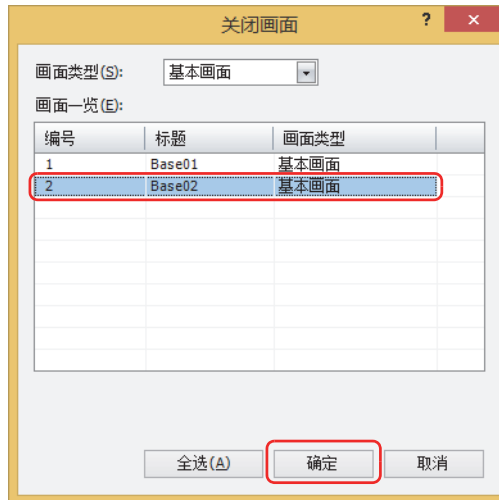 关闭画面 ?
画面类型(S): 基本画面
画面一览(E):
编号 标题 画面类型
1 Base01 基本画面
2 Base02 基本画面
全选(A) 确定 取消